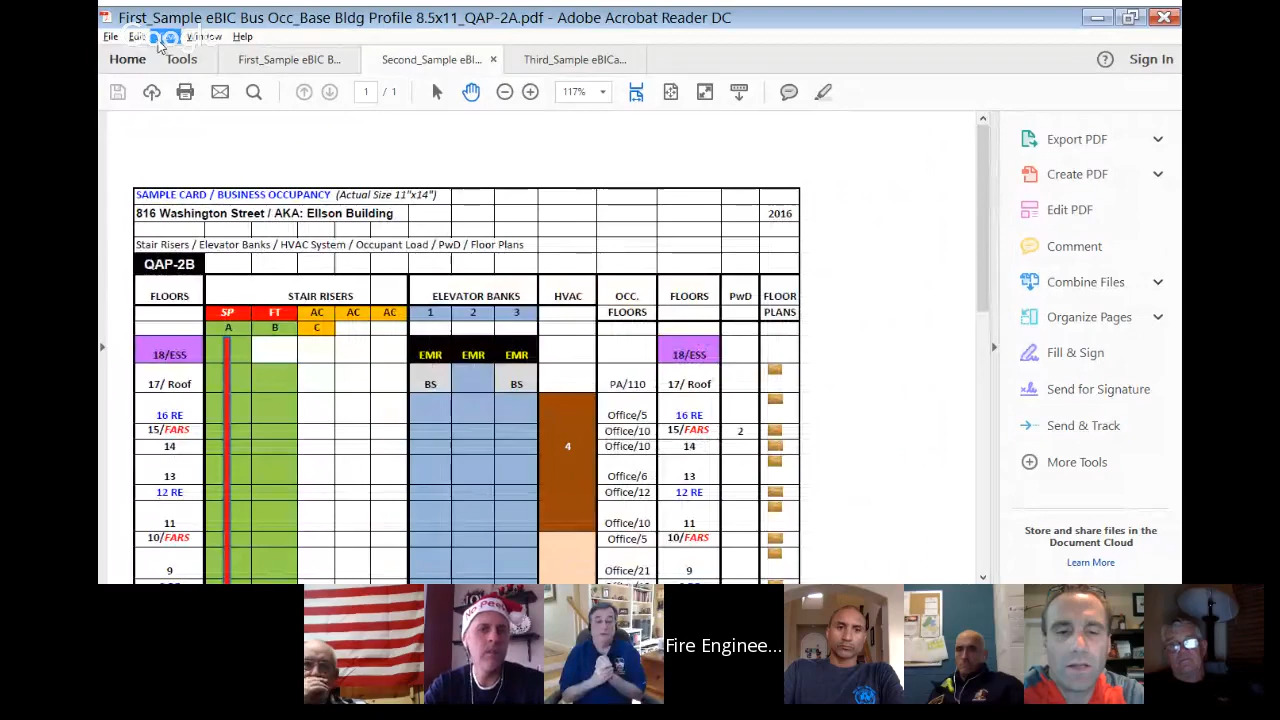 First_Sample eBIC Bus Occ_Base Bldg Profile 8.5x11_QAP-2A.pdf - Adobe Acrobat Reader DC
Google
File Window Help
Home Tools First_Sample eBIC B... Second_Sample eBI... × Third_Sample eBICa... ? Sign In
1 / 1 117%
Export PDF
Create PDF
Edit PDF
Comment
Combine Files
Organize Pages
Fill & Sign
Send for Signature
Send & Track
More Tools
Store and share files in the
Document Cloud
Learn More
SAMPLE CARD / BUSINESS OCCUPANCY (Actual Size 11"x14")
816 Washington Street / AKA: Ellson Building 2016
Stair Risers / Elevator Banks / HVAC System / Occupant Load / PwD / Floor Plans
QAP-2B
FLOORS STAIR RISERS ELEVATOR BANKS HVAC OCC. FLOORS PwD FLOOR
SP FT AC AC AC 1 2 3 FLOORS PLANS
A B C
18/ESS EMR EMR EMR 18/ESS
17/ Roof BS BS PA/110 17/ Roof
16 RE Office/5 16 RE
15/FARS Office/10 15/FARS 2
14 4 Office/10 14
13 Office/6 13
12 RE Office/12 12 RE
11 Office/10 11
10/FARS Office/5 10/FARS
9 Office/21 9
No Pee
Fire Enginee...